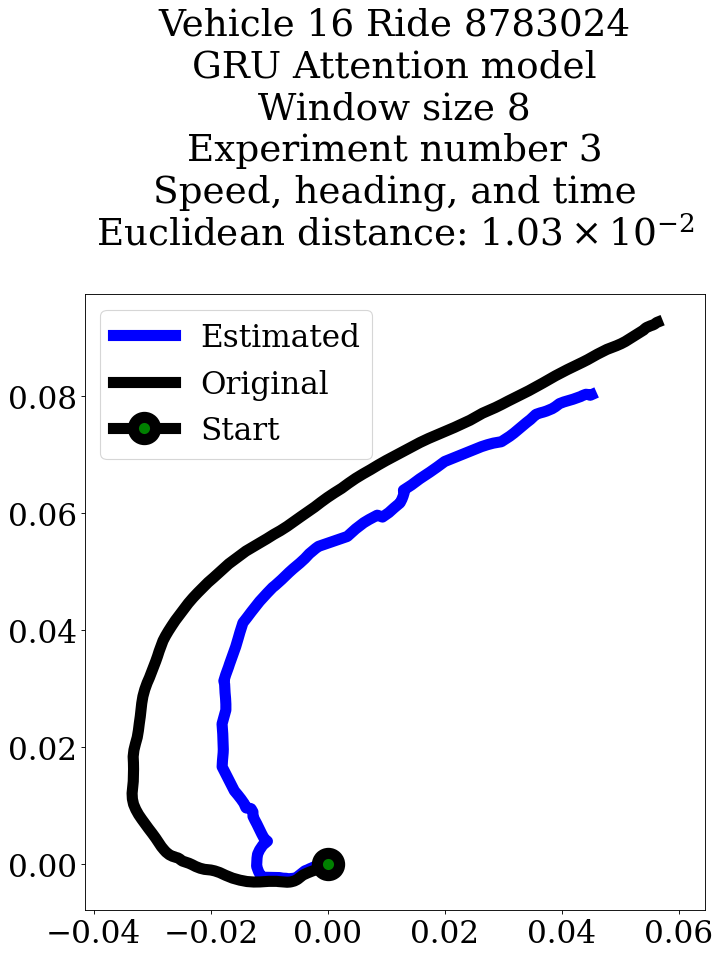 Vehicle 16 Ride 8783024
GRU Attention model
Window size 8
Experiment number 3
Speed, heading, and time
Euclidean distance: 1.03 × 10⁻²
Estimated
Original
Start
0.08
0.06
0.04
0.02
0.00
−0.04 −0.02 0.00 0.02 0.04 0.06